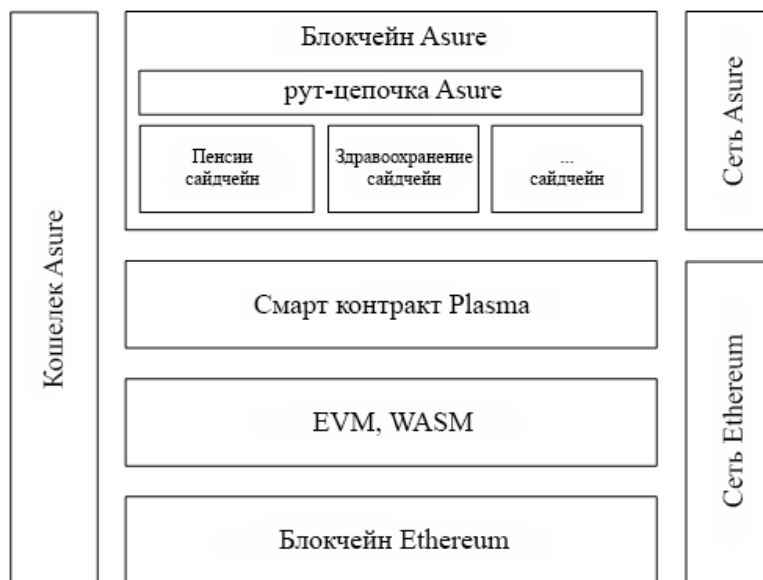 Кошелек Asure
Блокчейн Asure
рут-цепочка Asure
Пенсии
сайдчейн
Здравоохранение
сайдчейн
...
сайдчейн
Сеть Asure
Смарт контракт Plasma
EVM, WASM
Блокчейн Ethereum
Сеть Ethereum